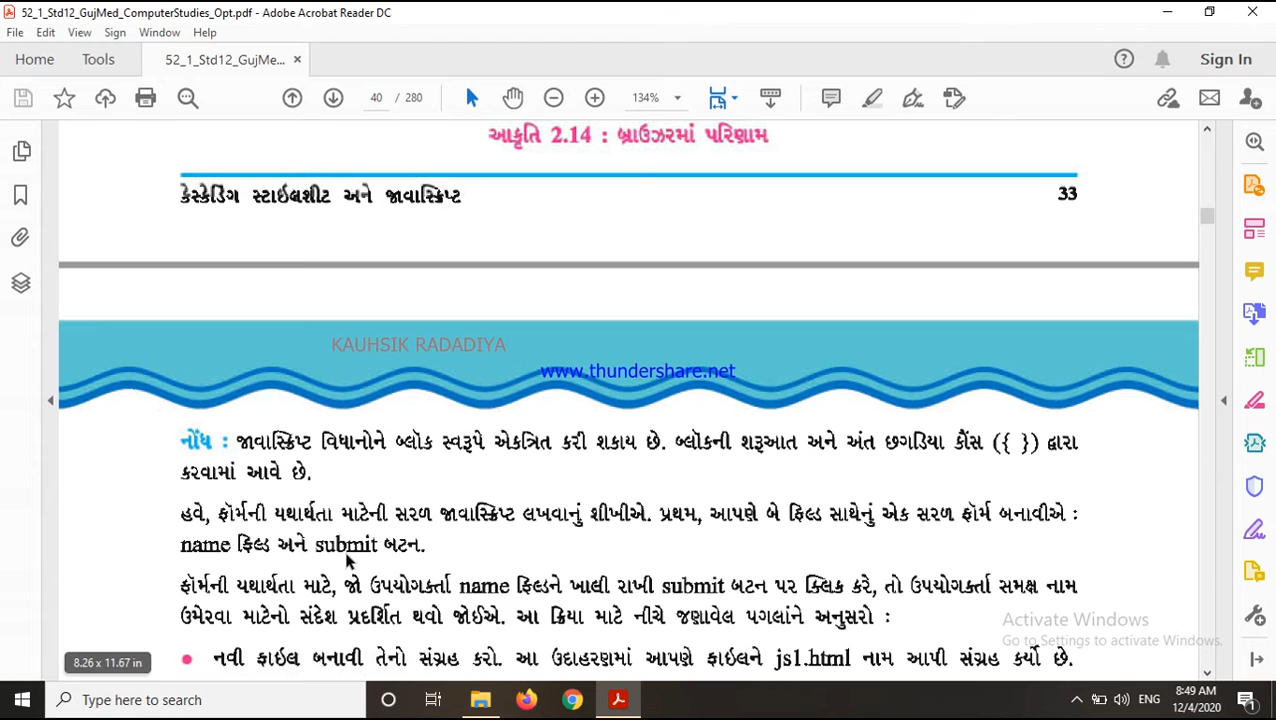 52_1_Std12_GujMed_ComputerStudies_Opt.pdf - Adobe Acrobat Reader DC
File Edit View Sign Window Help
Home Tools 52_1_Std12_GujMe... Sign In
40 / 280 134%
આકૃતિ 2.14 : બ્રાઉઝરમાં પરિણામ
કેસ્કેડિંગ સ્ટાઇલશીટ અને જાવાસ્ક્રિપ્ટ 33
KAUHSIK RADADIYA
www.thundershare.net
નોંધ : જાવાસ્ક્રિપ્ટ વિધાનોને બ્લૉક સ્વરૂપે એકત્રિત કરી શકાય છે. બ્લૉકની શરૂઆત અને અંત છગડિયા કૌંસ ({ }) દ્વારા
કરવામાં આવે છે.
હવે, ફૉર્મની યથાર્થતા માટેની સરળ જાવાસ્ક્રિપ્ટ લખવાનું શીખીએ. પ્રથમ, આપણે બે ફિલ્ડ સાથેનું એક સરળ ફૉર્મ બનાવીએ :
name ફિલ્ડ અને submit બટન.
ફૉર્મની યથાર્થતા માટે, જો ઉપયોગકર્તા name ફિલ્ડને ખાલી રાખી submit બટન પર ક્લિક કરે, તો ઉપયોગકર્તા સમક્ષ નામ
ઉમેરવા માટેનો સંદેશ પ્રદર્શિત થવો જોઈએ. આ ક્રિયા માટે નીચે જણાવેલ પગલાંને અનુસરો :
Activate Windows
Go to Settings to activate Windows.
• નવી ફાઈલ બનાવી તેનો સંગ્રહ કરો. આ ઉદાહરણમાં આપણે ફાઈલને js1.html નામ આપી સંગ્રહ કર્યો છે.
8.26 x 11.67 in
Type here to search ENG 8:49 AM
12/4/2020